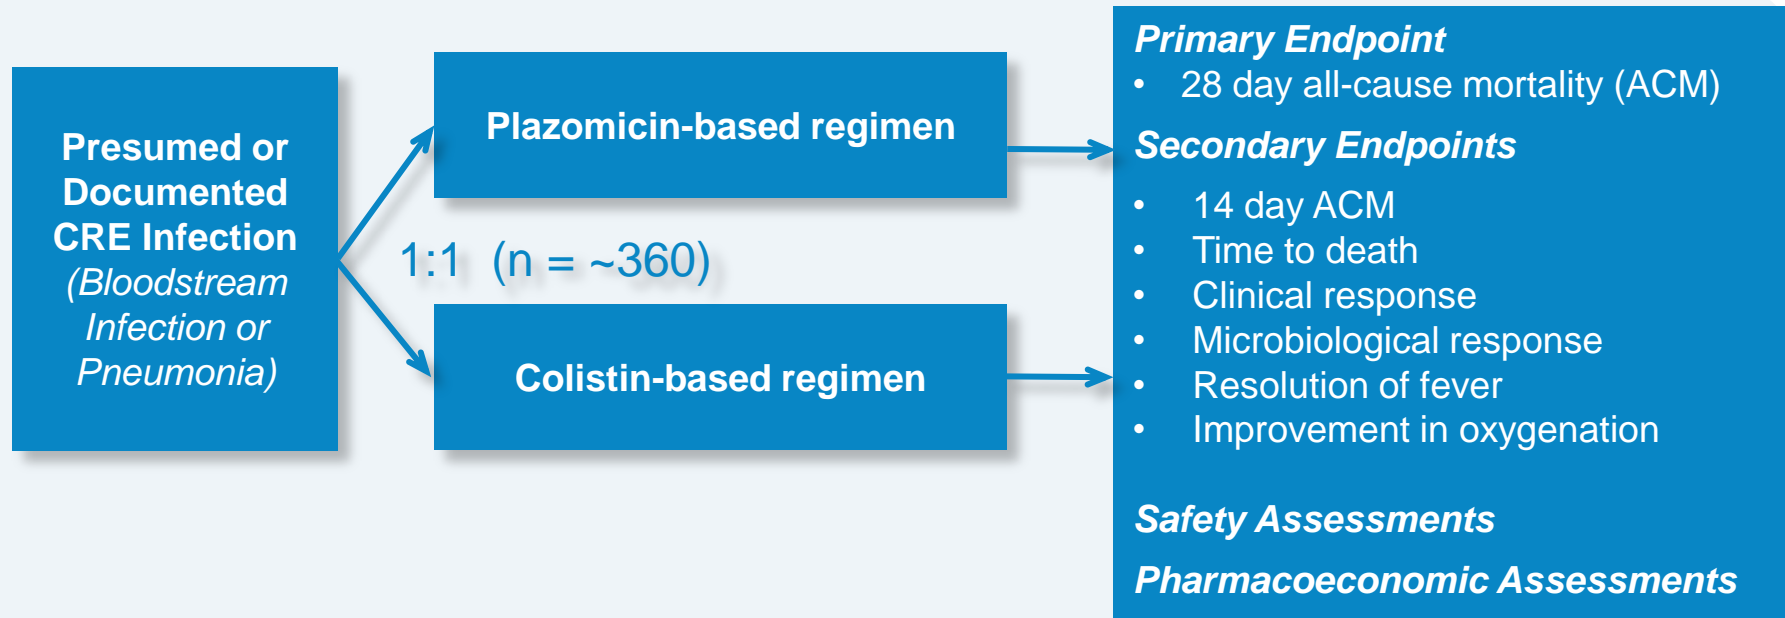 Presumed or
Documented
CRE Infection
(Bloodstream
Infection or
Pneumonia)
Plazomicin-based regimen
1:1 (n = ~360)
Colistin-based regimen
Primary Endpoint
• 28 day all-cause mortality (ACM)
Secondary Endpoints
• 14 day ACM
• Time to death
• Clinical response
• Microbiological response
• Resolution of fever
• Improvement in oxygenation
Safety Assessments
Pharmacoeconomic Assessments